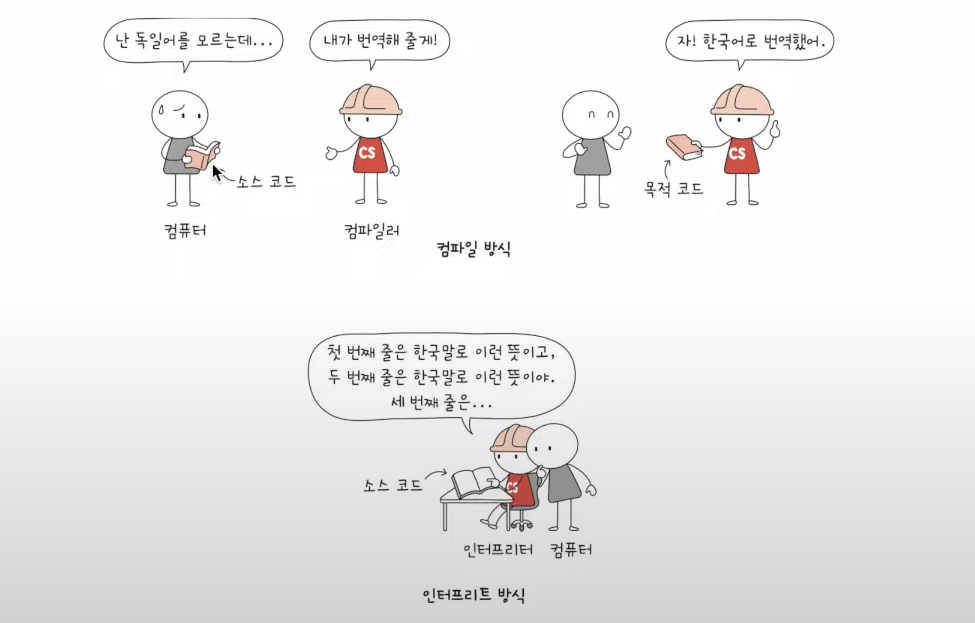 난 독일어를 모르는데...
내가 번역해 줄게!
자! 한국어로 번역했어.
CS
CS
소스 코드
목적 코드
컴퓨터
컴파일러
컴파일 방식
첫 번째 줄은 한국말로 이런 뜻이고,
두 번째 줄은 한국말로 이런 뜻이야.
세 번째 줄은...
소스 코드
CS
인터프리터
컴퓨터
인터프리트 방식